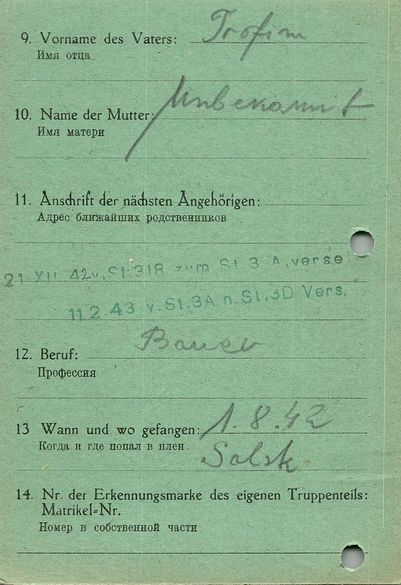 9. Vorname des Vaters: Trofim
Имя отца
10. Name der Mutter: Unbekannt
Имя матери
11. Anschrift der nächsten Angehörigen:
Адрес ближайших родственников
21. XII. 42 v. St. 318 zum St 3 A. verse
11.2.43 v. St. 3A n. St. 3D Vers.
12. Beruf: Bauer
Профессия
13 Wann und wo gefangen: 1.8.42
Когда и где попал в плен Salsk
14. Nr. der Erkennungsmarke des eigenen Truppenteils:
Matrikel=Nr.
Номер в собственной части